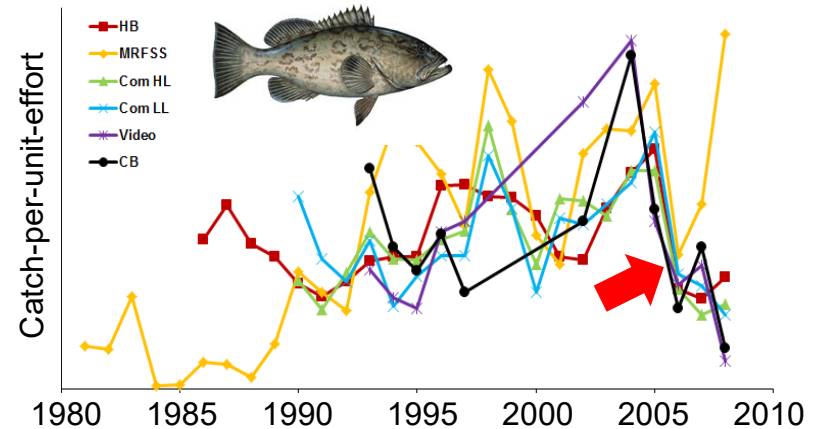 HB
MRFSS
Com HL
Com LL
Video
CB
Catch-per-unit-effort
1980 1985 1990 1995 2000 2005 2010